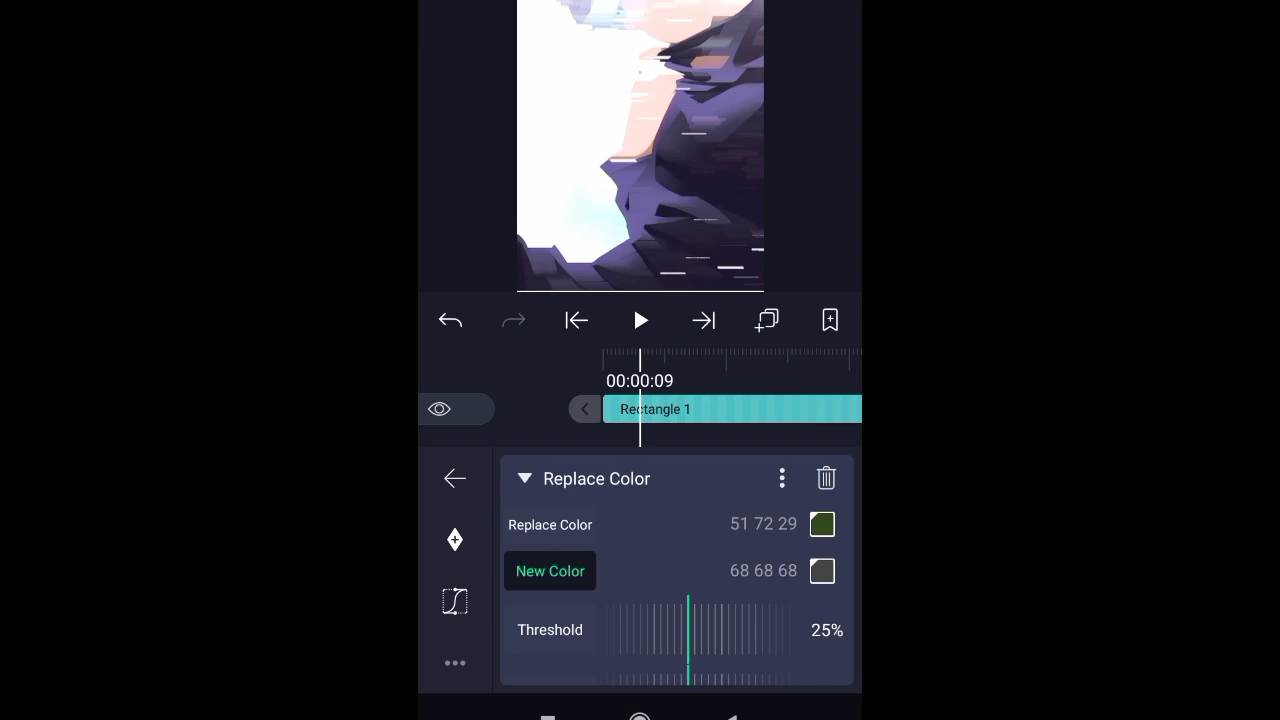 00:00:09
Rectangle 1
Replace Color
Replace Color 51 72 29
New Color 68 68 68
Threshold 25%